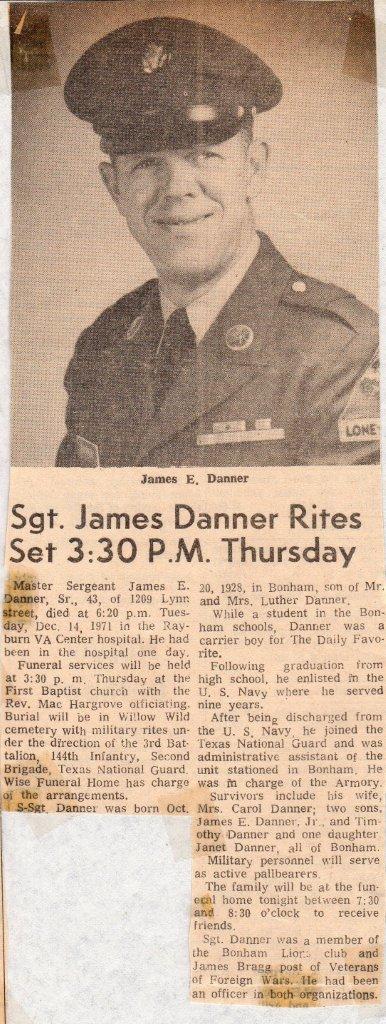 LONE
James E. Danner
Sgt. James Danner Rites
Set 3:30 P.M. Thursday
Master Sergeant James E.
Danner, Sr., 43, of 1209 Lynn
street, died at 6:20 p.m. Tues-
day, Dec. 14, 1971 in the Ray-
burn VA Center hospital. He had
been in the hospital one day.
Funeral services will be held
at 3:30 p. m. Thursday at the
First Baptist church with the
Rev. Mac Hargrove officiating.
Burial will be in Willow Wild
cemetery with military rites un-
der the direction of the 3rd Bat-
talion, 144th Infantry, Second
Brigade, Texas National Guard.
Wise Funeral Home has charge
of the arrangements.
S-Sgt. Danner was born Oct.
20, 1928, in Bonham, son of Mr.
and Mrs. Luther Danner.
While a student in the Bon-
ham schools, Danner was a
carrier boy for The Daily Favo-
rite.
Following graduation from
high school, he enlisted in the
U. S. Navy where he served
nine years.
After being discharged from
the U. S. Navy he joined the
Texas National Guard and was
administrative assistant of the
unit stationed in Bonham. He
was in charge of the Armory.
Survivors include his wife,
Mrs. Carol Danner; two sons,
James E. Danner, Jr., and Tim-
othy Danner and one daughter
Janet Danner, all of Bonham.
Military personnel will serve
as active pallbearers.
The family will be at the fun-
eral home tonight between 7:30
and 8:30 o'clock to receive
friends.
Sgt. Danner was a member of
the Bonham Lions club and
James Bragg post of Veterans
of Foreign Wars. He had been
an officer in both organizations.